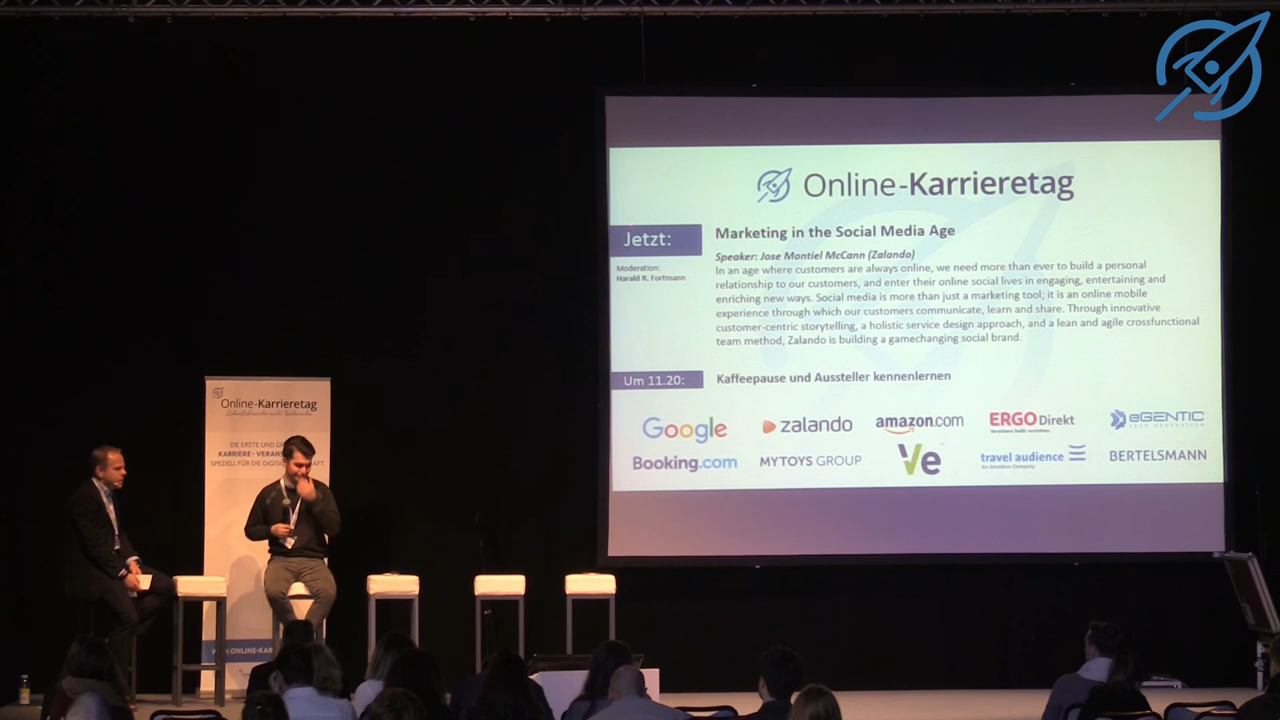 Online-Karrieretag
Jetzt:
Moderation:
Harald R. Fortmann
Marketing in the Social Media Age
Speaker: Jose Montiel McCann (Zalando)
In an age where customers are always online, we need more than ever to build a personal
relationship to our customers, and enter their online social lives in engaging, entertaining and
enriching new ways. Social media is more than just a marketing tool; it is an online mobile
experience through which our customers communicate, learn and share. Through innovative
customer-centric storytelling, a holistic service design approach, and a lean and agile crossfunctional
team method, Zalando is building a gamechanging social brand.
Um 11.20:
Kaffeepause und Aussteller kennenlernen
Google
zalando
amazon.com
ERGO Direkt
eGENTIC
LEAD GENERATION
Booking.com
MYTOYS GROUP
Ve
travel audience
An Amadeus Company
BERTELSMANN
Online-Karrieretag
DIE ERSTE UND
KARRIERE-VERANS
SPEZIELL FÜR DIE DIGITA
WWW.ONLINE-KAR